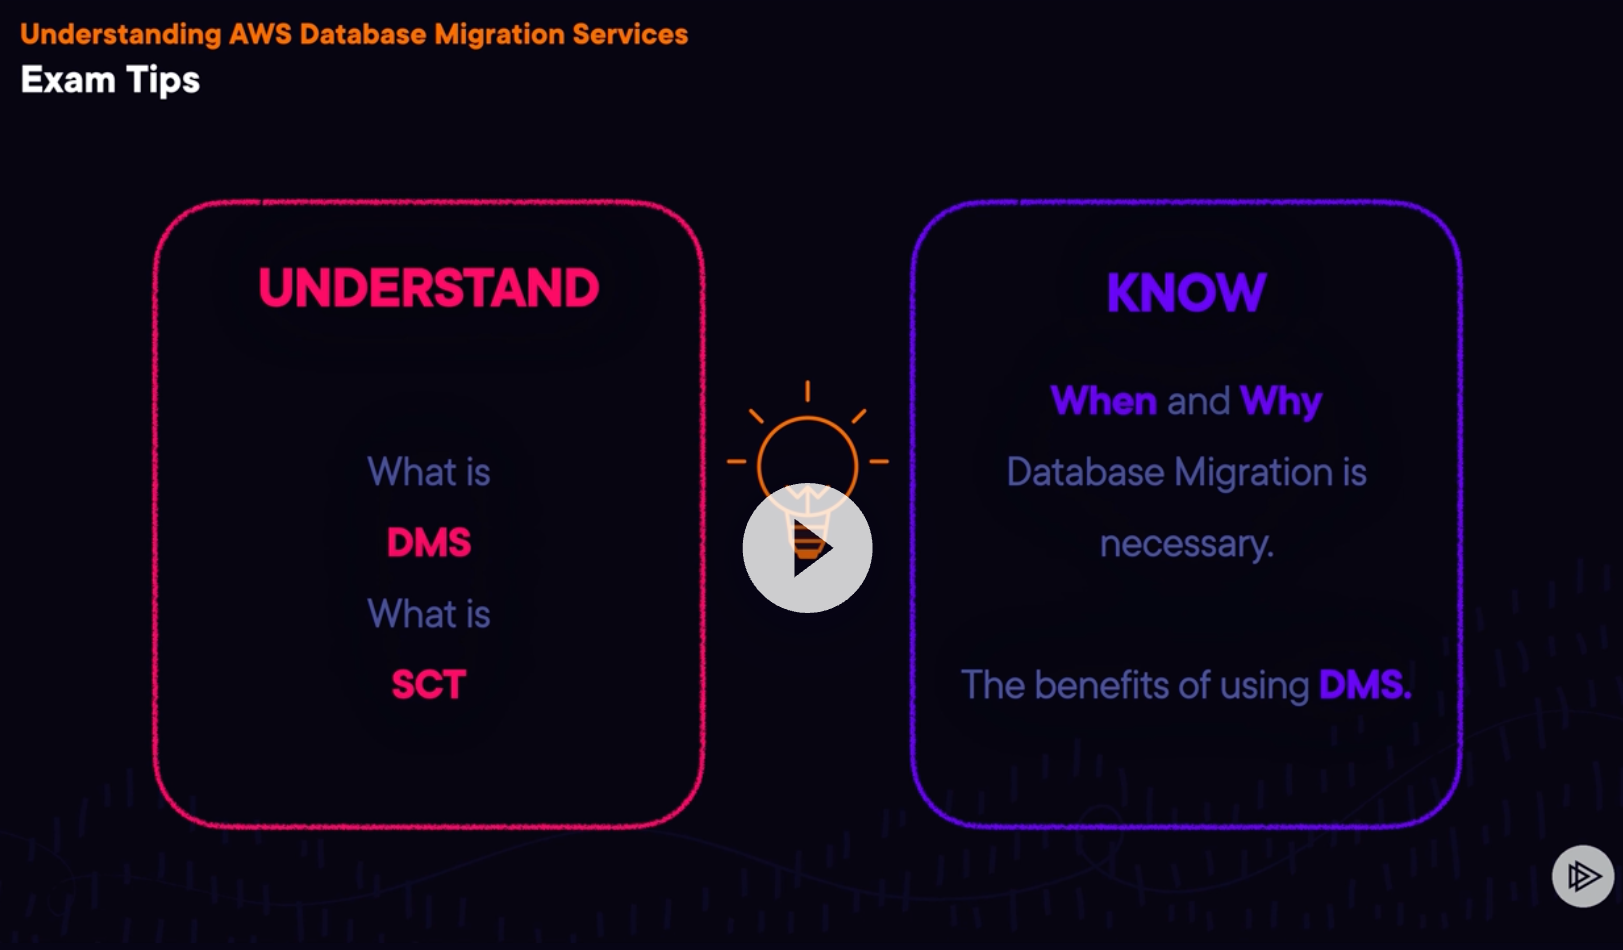 Understanding AWS Database Migration Services
Exam Tips
UNDERSTAND
What is
DMS
What is
SCT
KNOW
When and Why
Database Migration is
necessary.
The benefits of using DMS.